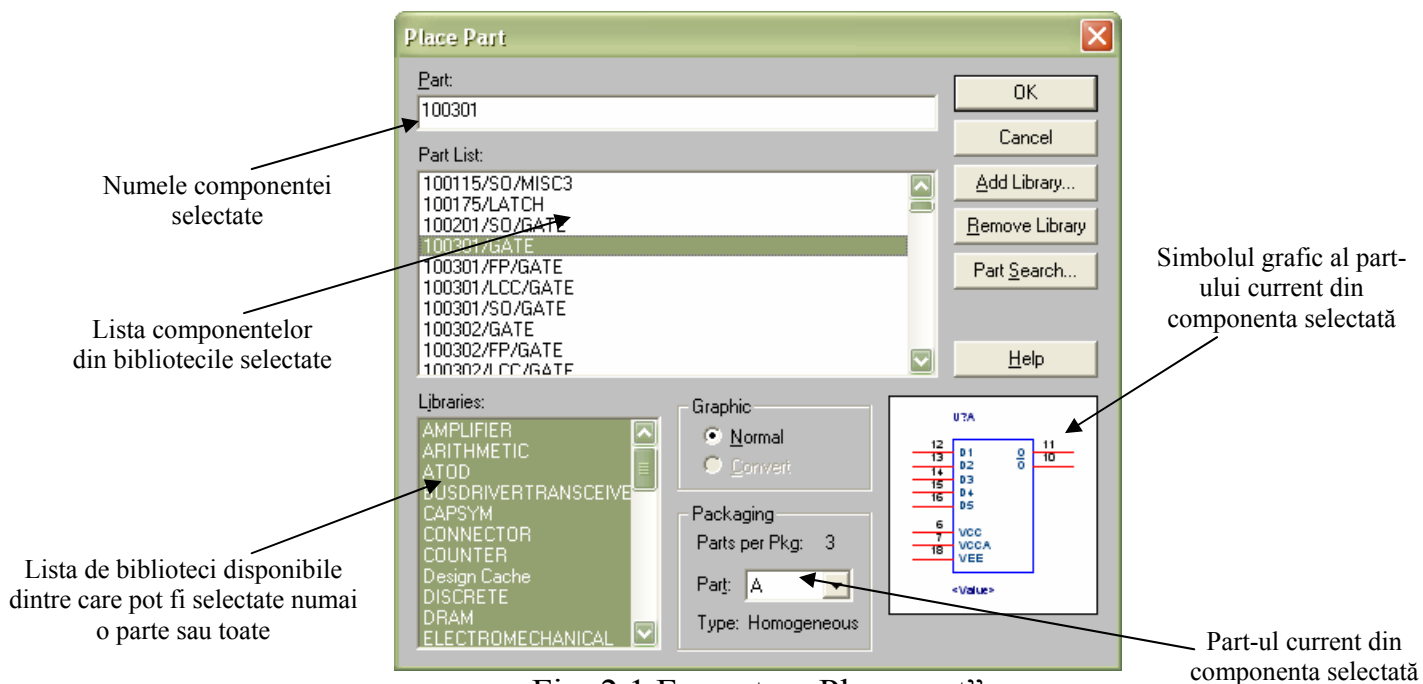 Place Part
Part:
100301
OK
Cancel
Part List:
100115/SO/MISC3
100175/LATCH
100201/SO/GATE
100301/GATE
100301/FP/GATE
100301/LCC/GATE
100301/SO/GATE
100302/GATE
100302/FP/GATE
100302/LCC/GATE
Add Library...
Remove Library
Part Search...
Help
Numele componentei
selectate
Lista componentelor
din bibliotecile selectate
Simbolul grafic al part-
ului current din
componenta selectată
Libraries:
AMPLIFIER
ARITHMETIC
ATOD
BUSDRIVERTRANSCEIVE
CAPSYM
CONNECTOR
COUNTER
Design Cache
DISCRETE
DRAM
ELECTROMECHANICAL
Graphic
Normal
Convert
Packaging
Parts per Pkg: 3
Part: A
Type: Homogeneous
U?A
12 D1 O 11
13 D2 O 10
14 D3
15 D4
16 D5
6 VCC
7 VCCA
18 VEE
<Value>
Lista de biblioteci disponibile
dintre care pot fi selectate numai
o parte sau toate
Part-ul current din
componenta selectată